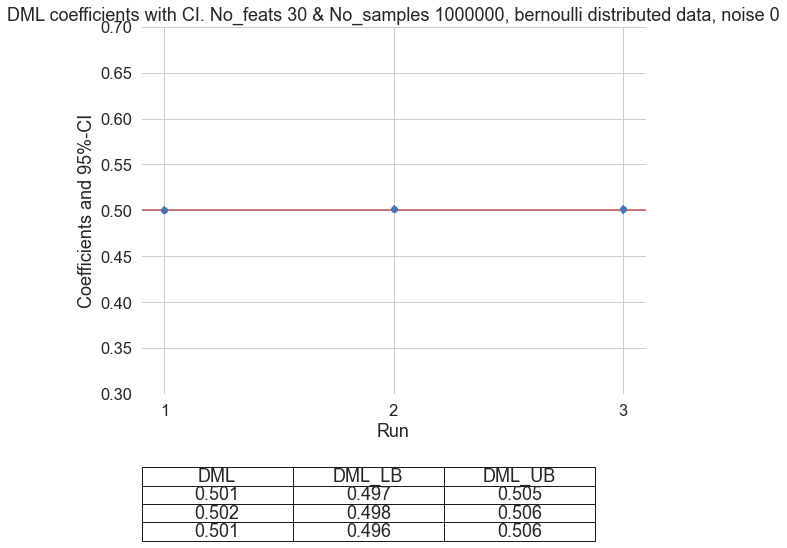 DML coefficients with CI. No_feats 30 & No_samples 1000000, bernoulli distributed data, noise 0
0.70
0.65
0.60
0.55
0.50
0.45
0.40
0.35
0.30
Coefficients and 95%-CI
1 2 3
Run
DML DML_LB DML_UB
0.501 0.497 0.505
0.502 0.498 0.506
0.501 0.496 0.506